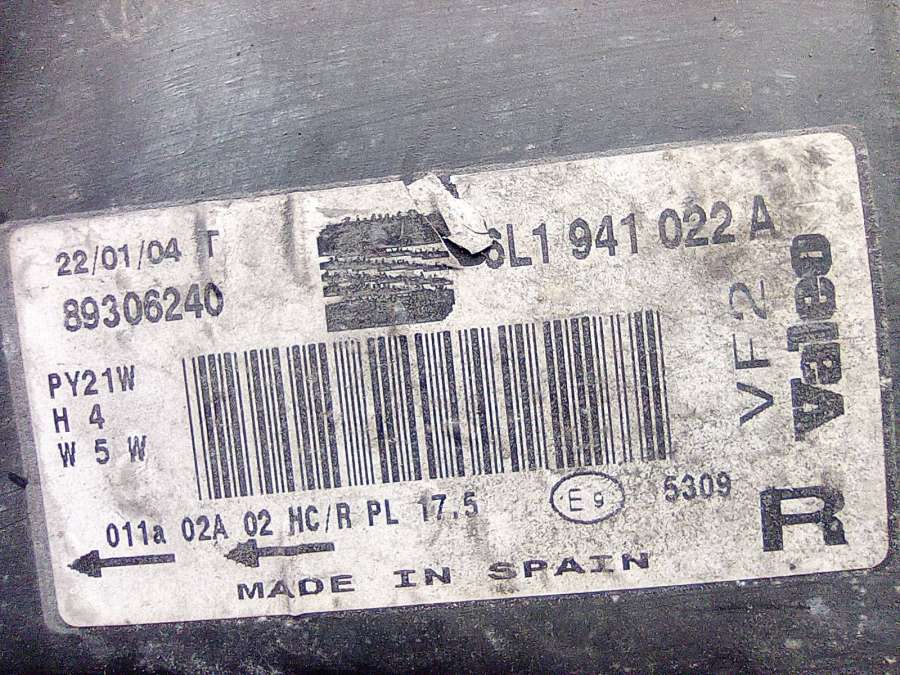 22/01/04 T
89306240
6L1 941 022 A
VF2
Valeo
PY21W
H 4
W 5 W
011a 02A 02 HC/R PL 17,5
E9
5309
R
MADE IN SPAIN